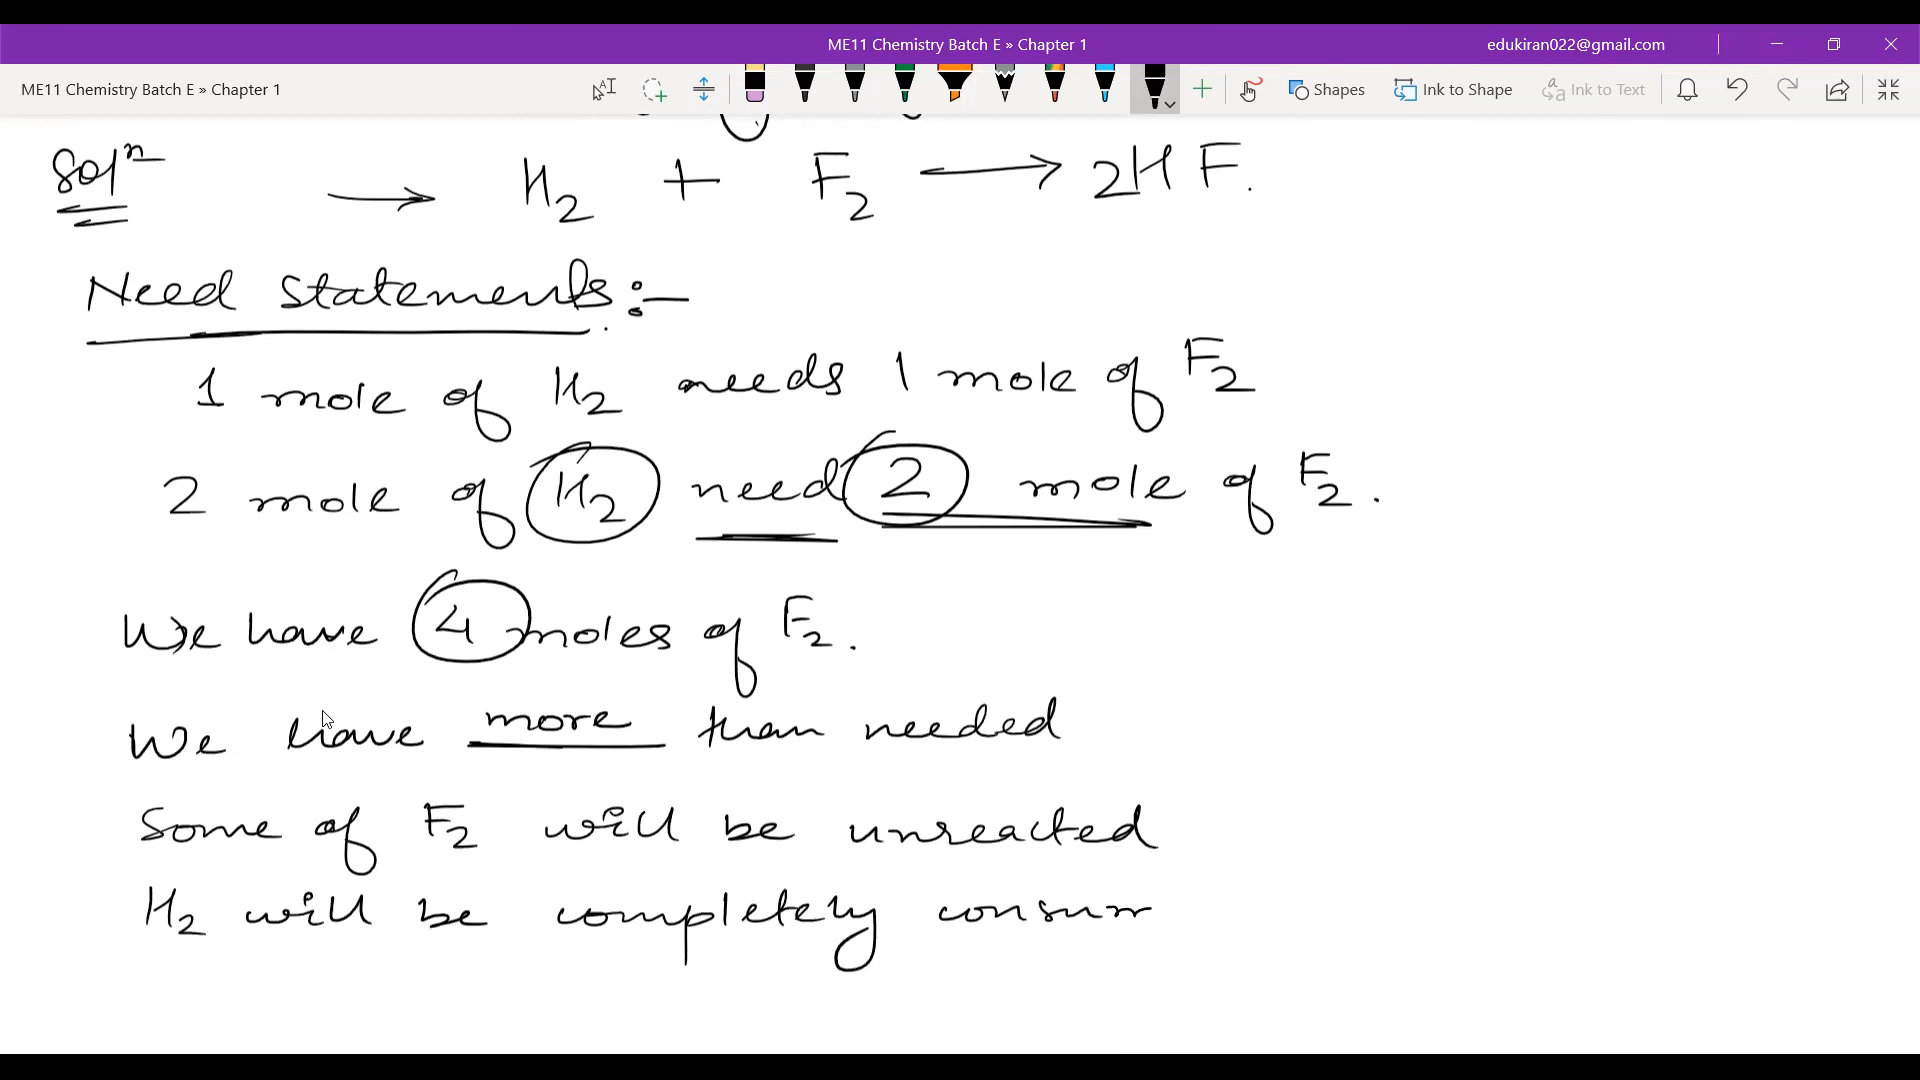 ME11 Chemistry Batch E » Chapter 1
edukiran022@gmail.com
ME11 Chemistry Batch E » Chapter 1
Shapes
Ink to Shape
Ink to Text
Solⁿ → H₂ + F₂ → 2HF.
Need statements:-
1 mole of H₂ needs 1 mole of F₂
2 mole of H₂ need 2 mole of F₂.
We have 4 moles of F₂.
We have more than needed
Some of F₂ will be unreacted
H₂ will be completely consum